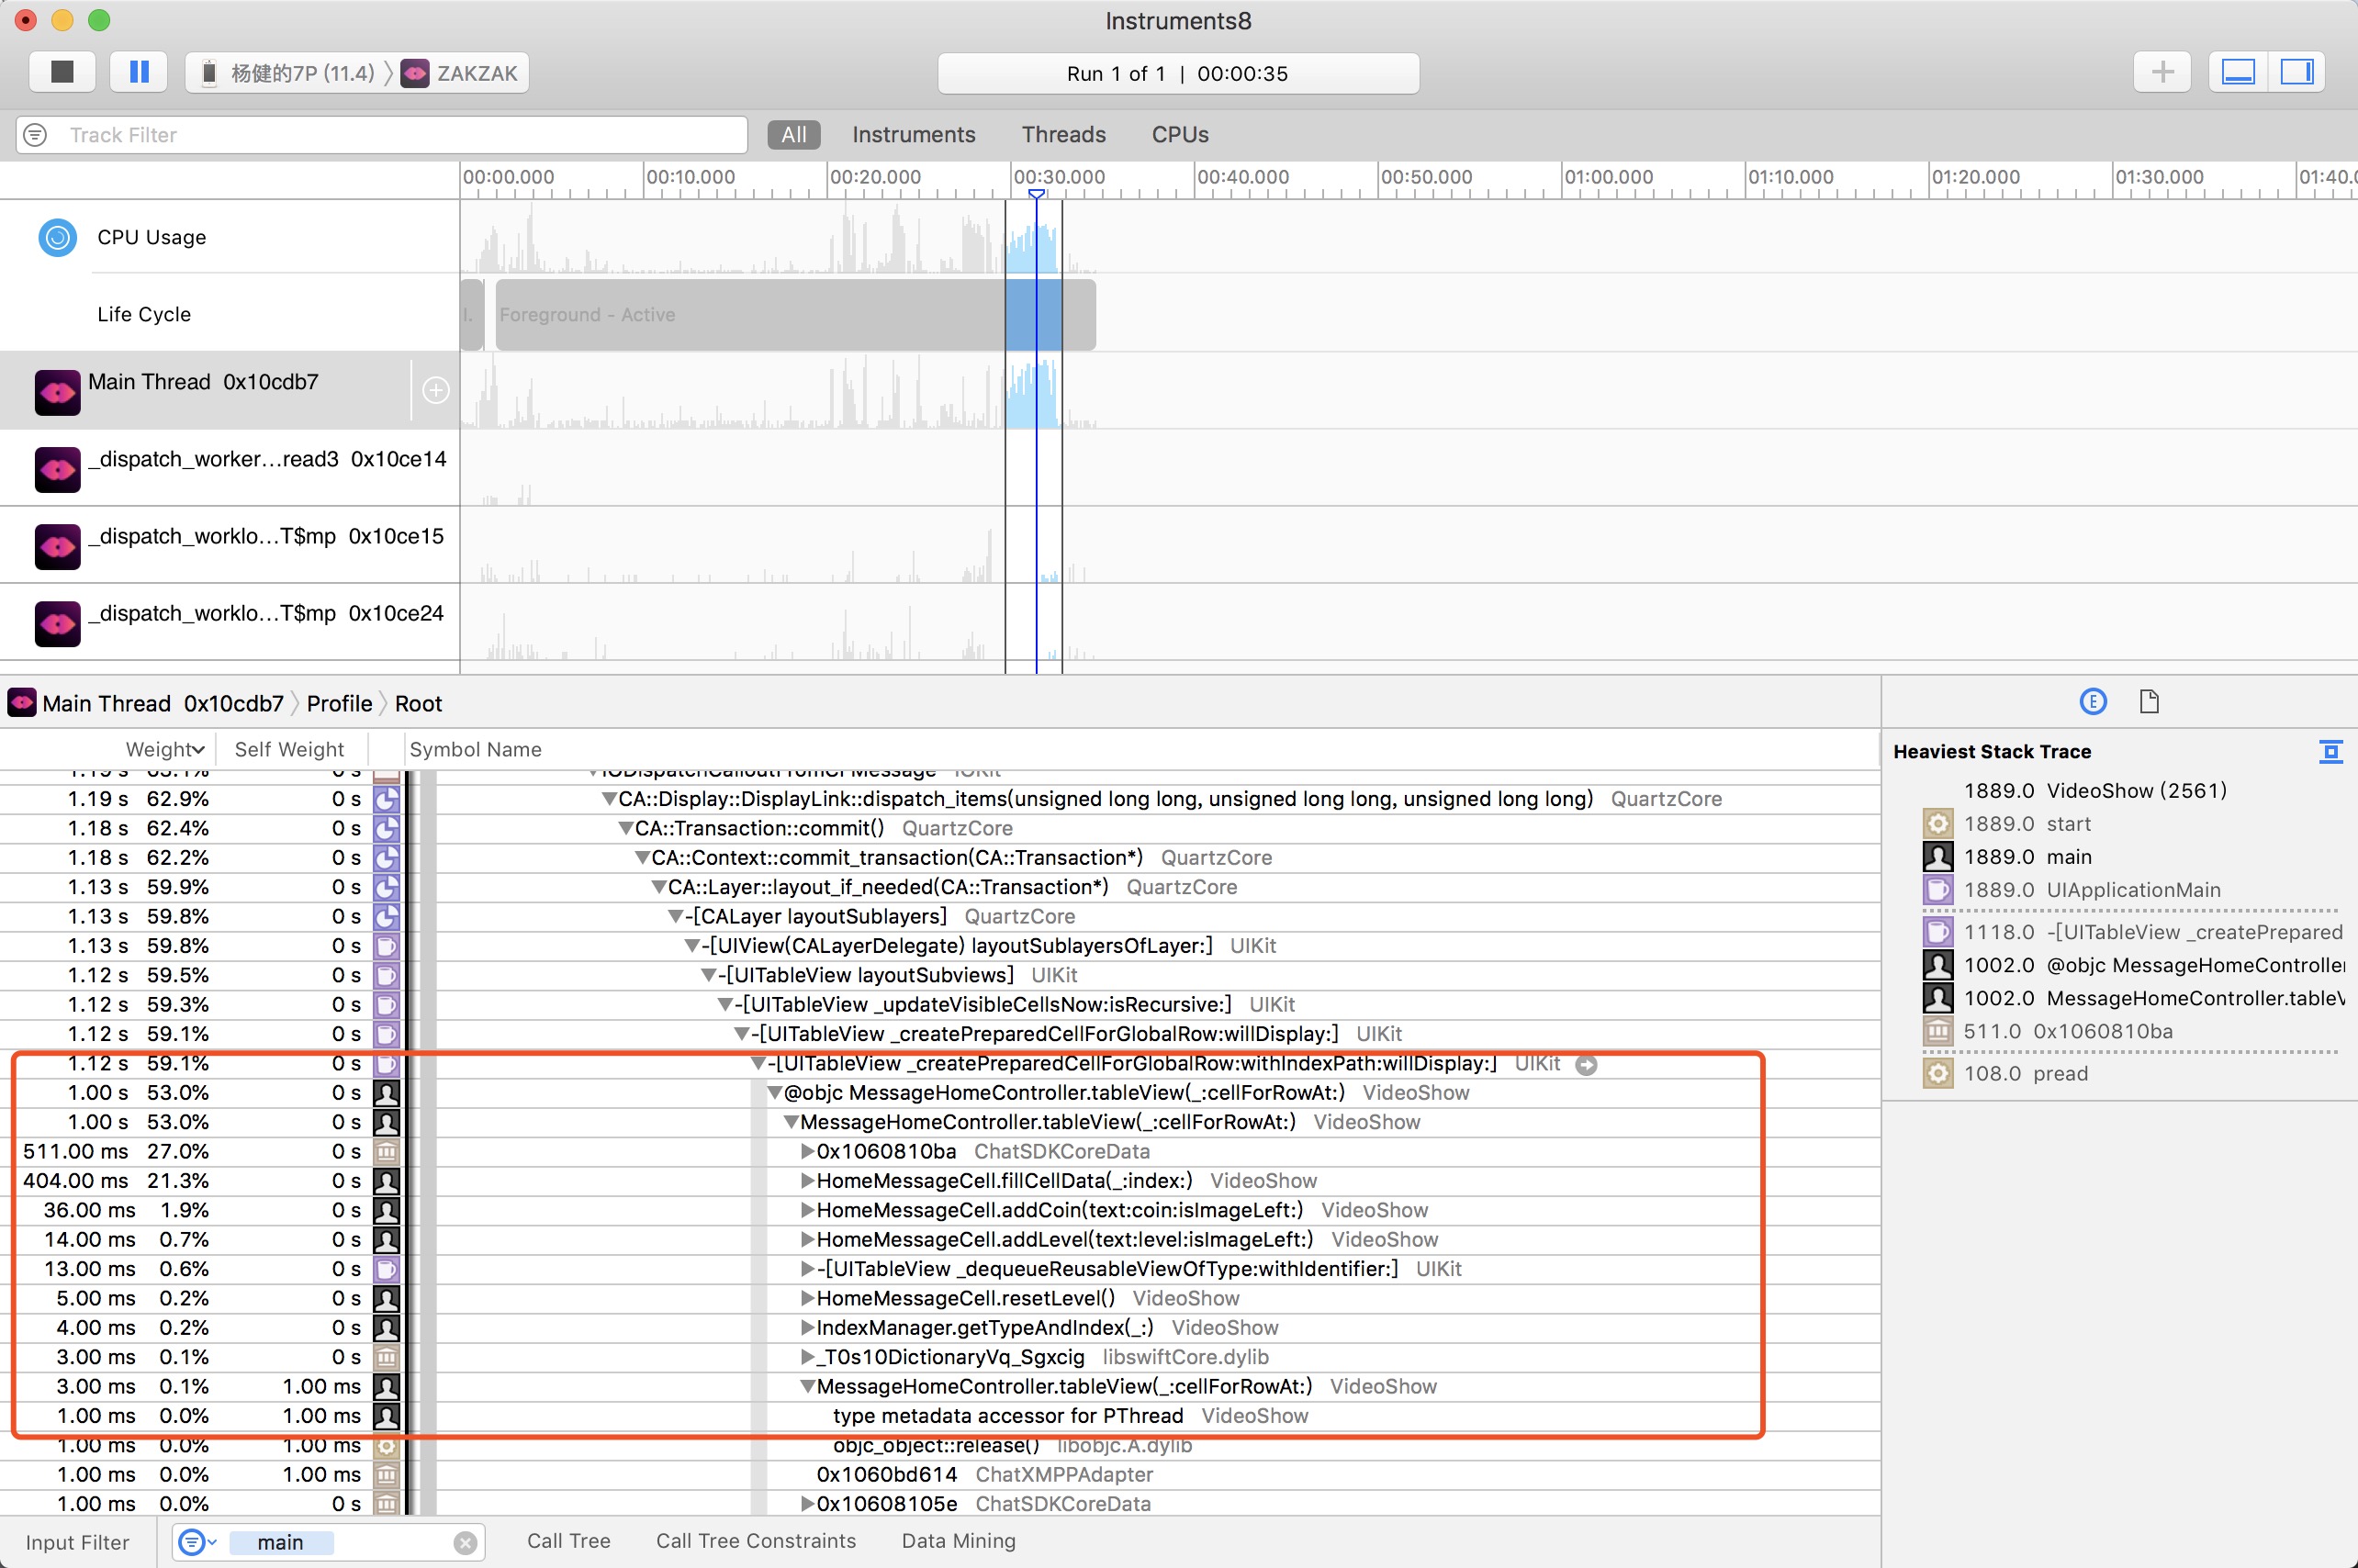 Instruments8
杨健的7P (11.4) ZAKZAK
Run 1 of 1 | 00:00:35
Track Filter
All Instruments Threads CPUs
00:00.000 00:10.000 00:20.000 00:30.000 00:40.000 00:50.000 01:00.000 01:10.000 01:20.000 01:30.000
CPU Usage
Life Cycle
I. Foreground - Active
Main Thread 0x10cdb7
_dispatch_worker…read3 0x10ce14
_dispatch_worklo…T$mp 0x10ce15
_dispatch_worklo…T$mp 0x10ce24
Main Thread 0x10cdb7 Profile Root
Weight Self Weight Symbol Name
1.19 s 62.9% 0 s CA::Display::DisplayLink::dispatch_items(unsigned long long, unsigned long long, unsigned long long) QuartzCore
1.18 s 62.4% 0 s CA::Transaction::commit() QuartzCore
1.18 s 62.2% 0 s CA::Context::commit_transaction(CA::Transaction*) QuartzCore
1.13 s 59.9% 0 s CA::Layer::layout_if_needed(CA::Transaction*) QuartzCore
1.13 s 59.8% 0 s -[CALayer layoutSublayers] QuartzCore
1.13 s 59.8% 0 s -[UIView(CALayerDelegate) layoutSublayersOfLayer:] UIKit
1.12 s 59.5% 0 s -[UITableView layoutSubviews] UIKit
1.12 s 59.3% 0 s -[UITableView _updateVisibleCellsNow:isRecursive:] UIKit
1.12 s 59.1% 0 s -[UITableView _createPreparedCellForGlobalRow:willDisplay:] UIKit
1.12 s 59.1% 0 s -[UITableView _createPreparedCellForGlobalRow:withIndexPath:willDisplay:] UIKit
1.00 s 53.0% 0 s @objc MessageHomeController.tableView(_:cellForRowAt:) VideoShow
1.00 s 53.0% 0 s MessageHomeController.tableView(_:cellForRowAt:) VideoShow
511.00 ms 27.0% 0 s 0x1060810ba ChatSDKCoreData
404.00 ms 21.3% 0 s HomeMessageCell.fillCellData(_:index:) VideoShow
36.00 ms 1.9% 0 s HomeMessageCell.addCoin(text:coin:isImageLeft:) VideoShow
14.00 ms 0.7% 0 s HomeMessageCell.addLevel(text:level:isImageLeft:) VideoShow
13.00 ms 0.6% 0 s -[UITableView _dequeueReusableViewOfType:withIdentifier:] UIKit
5.00 ms 0.2% 0 s HomeMessageCell.resetLevel() VideoShow
4.00 ms 0.2% 0 s IndexManager.getTypeAndIndex(_:) VideoShow
3.00 ms 0.1% 0 s _T0s10DictionaryVq_Sgxcig libswiftCore.dylib
3.00 ms 0.1% 1.00 ms MessageHomeController.tableView(_:cellForRowAt:) VideoShow
1.00 ms 0.0% 1.00 ms type metadata accessor for PThread VideoShow
1.00 ms 0.0% 1.00 ms objc_object::release() libobjc.A.dylib
1.00 ms 0.0% 1.00 ms 0x1060bd614 ChatXMPPAdapter
1.00 ms 0.0% 0 s 0x10608105e ChatSDKCoreData
E
Heaviest Stack Trace
1889.0 VideoShow (2561)
1889.0 start
1889.0 main
1889.0 UIApplicationMain
1118.0 -[UITableView _createPrepared
1002.0 @objc MessageHomeController
1002.0 MessageHomeController.table
511.0 0x1060810ba
108.0 pread
Input Filter main Call Tree Call Tree Constraints Data Mining